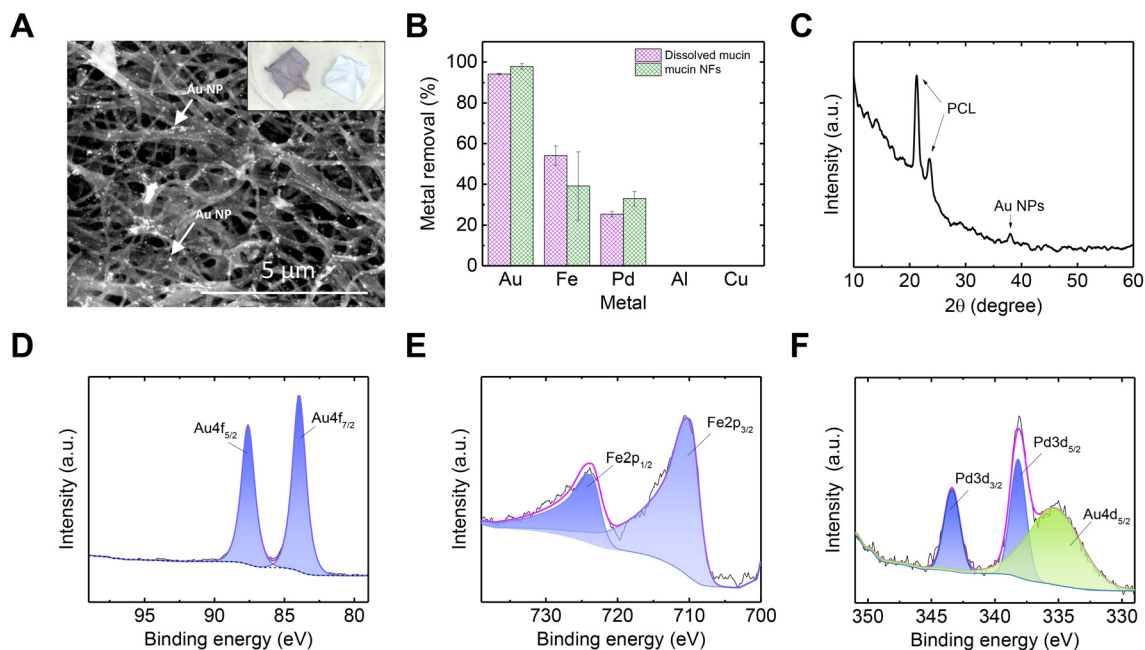 A
Au NP
Au NP
5 μm
B
Metal removal (%)
100
80
60
40
20
0
Dissolved mucin
mucin NFs
Au Fe Pd Al Cu
Metal
C
Intensity (a.u.)
PCL
Au NPs
10 20 30 40 50 60
2θ (degree)
D
Intensity (a.u.)
Au4f5/2
Au4f7/2
95 90 85 80
Binding energy (eV)
E
Intensity (a.u.)
Fe2p1/2
Fe2p3/2
730 720 710 700
Binding energy (eV)
F
Intensity (a.u.)
Pd3d3/2
Pd3d5/2
Au4d5/2
350 345 340 335 330
Binding energy (eV)